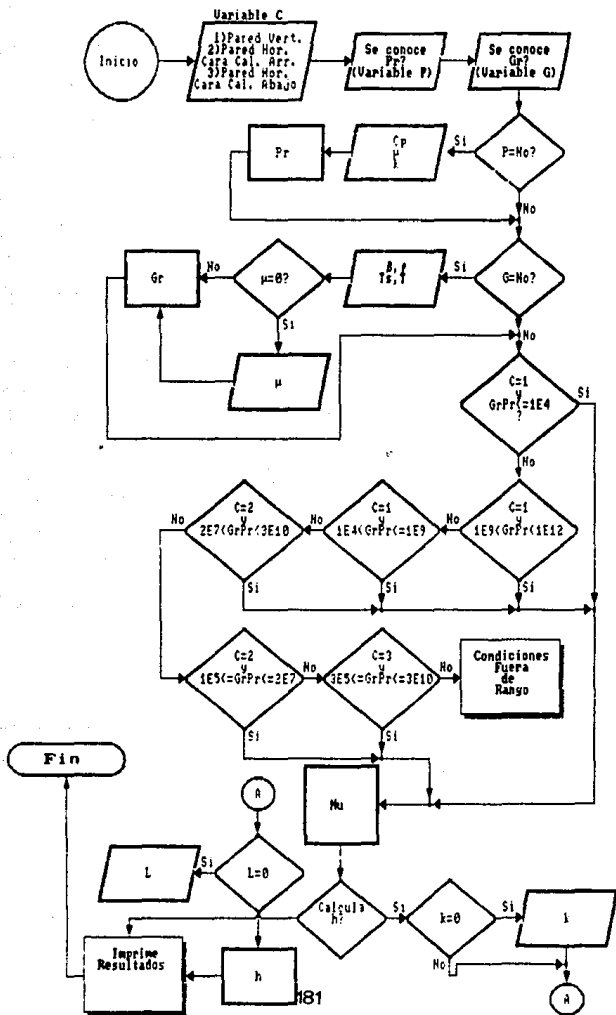 Variable C
Inicio
1)Pared Vert.
2)Pared Hor.
Cara Cal. Arr.
3)Pared Hor.
Cara Cal. Abajo
Se conoce
Pr?
(Variable P)
Se conoce
Gr?
(Variable G)
Pr
Cp
μ
k
Si
P=No?
No
Gr
No
μ=0?
Si
μ
Ts,
Si
G=No?
No
C=1
y
GrPr<=1E4
?
Si
No
No
C=2
y
2E7<GrPr<3E10
Si
No
C=1
y
1E4<GrPr<=1E9
Si
No
C=1
y
1E9<GrPr<1E12
Si
C=2
y
1E5<=GrPr<=2E7
Si
No
C=3
y
3E5<=GrPr<=3E10
Si
No
Condiciones
Fuera
de
Rango
Fin
A
Nu
L
Si
L=0
Calcula
h?
Si
k=0
Si
No
Imprime
Resultados
h
A
181